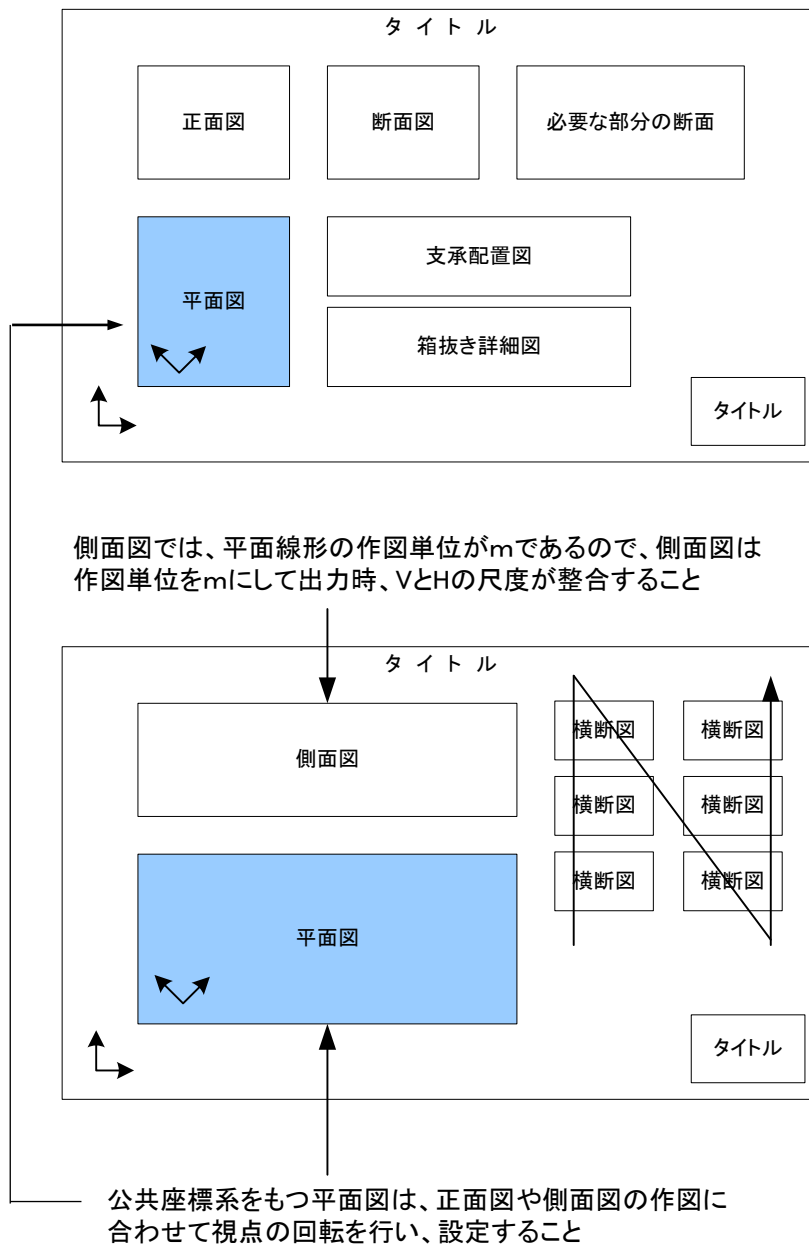 タイトル
正面図
断面図
必要な部分の断面
平面図
支承配置図
箱抜き詳細図
タイトル
側面図では、平面線形の作図単位がｍであるので、側面図は
作図単位をｍにして出力時、VとHの尺度が整合すること
タイトル
側面図
横断図
横断図
横断図
横断図
横断図
横断図
平面図
タイトル
公共座標系をもつ平面図は、正面図や側面図の作図に
合わせて視点の回転を行い、設定すること